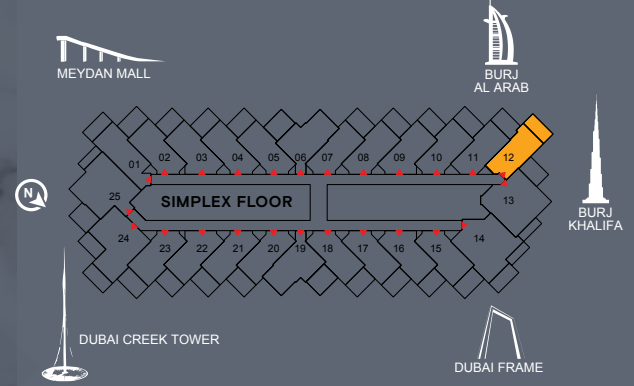 MEYDAN MALL
BURJ
AL ARAB
01
02
03
04
05
06
07
08
09
10
11
12
13
BURJ
KHALIFA
N
SIMPLEX FLOOR
25
24
23
22
21
20
19
18
17
16
15
14
DUBAI CREEK TOWER
DUBAI FRAME